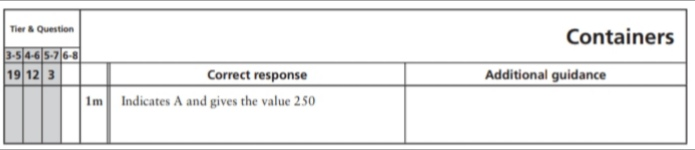 Tier & Question
Containers
3-5 4-6 5-7 6-8
19 12 3
Correct response
Additional guidance
1m Indicates A and gives the value 250